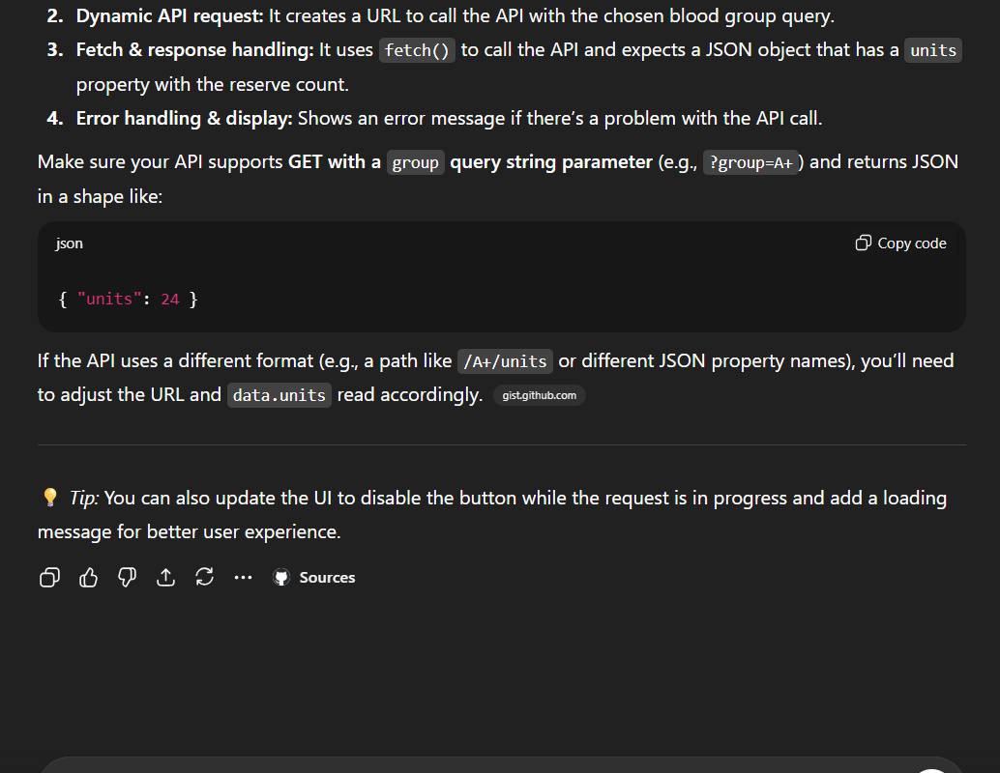 2. Dynamic API request: It creates a URL to call the API with the chosen blood group query.
3. Fetch & response handling: It uses fetch() to call the API and expects a JSON object that has a units
property with the reserve count.
4. Error handling & display: Shows an error message if there’s a problem with the API call.
Make sure your API supports GET with a group query string parameter (e.g., ?group=A+) and returns JSON
in a shape like:
json
Copy code
{ "units": 24 }
If the API uses a different format (e.g., a path like /A+/units or different JSON property names), you’ll need
to adjust the URL and data.units read accordingly. gist.github.com
💡 Tip: You can also update the UI to disable the button while the request is in progress and add a loading
message for better user experience.
Sources